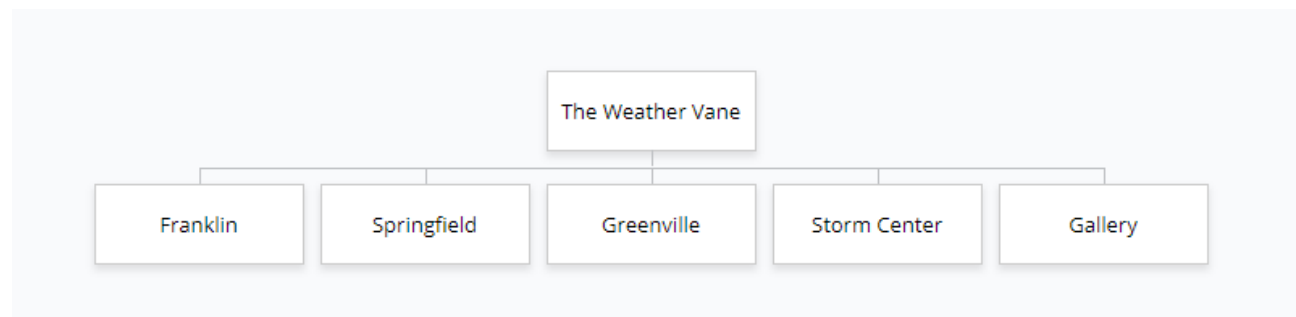 The Weather Vane
Franklin
Springfield
Greenville
Storm Center
Gallery